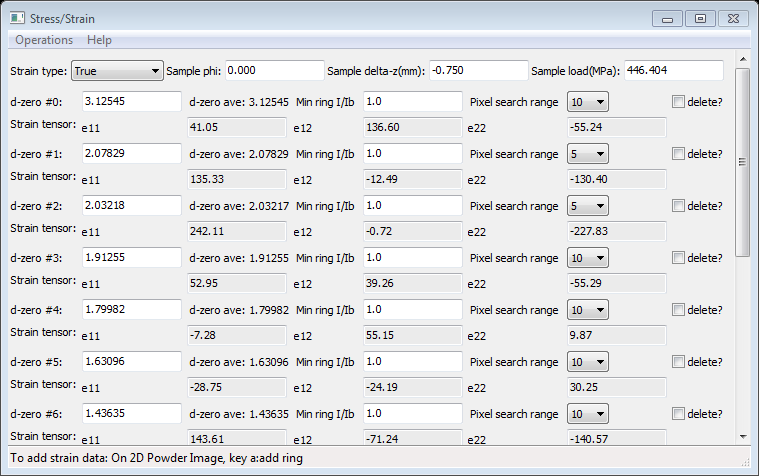 Stress/Strain
Operations Help
Strain type: True Sample phi: 0.000 Sample delta-z(mm): -0.750 Sample load(MPa): 446.404
d-zero #0: 3.12545 d-zero ave: 3.12545 Min ring I/Ib 1.0 Pixel search range 10 delete?
Strain tensor: e11 41.05 e12 136.60 e22 -55.24
d-zero #1: 2.07829 d-zero ave: 2.07829 Min ring I/Ib 1.0 Pixel search range 5 delete?
Strain tensor: e11 135.33 e12 -12.49 e22 -130.40
d-zero #2: 2.03218 d-zero ave: 2.03217 Min ring I/Ib 1.0 Pixel search range 5 delete?
Strain tensor: e11 242.11 e12 -0.72 e22 -227.83
d-zero #3: 1.91255 d-zero ave: 1.91255 Min ring I/Ib 1.0 Pixel search range 10 delete?
Strain tensor: e11 52.95 e12 39.26 e22 -55.29
d-zero #4: 1.79982 d-zero ave: 1.79982 Min ring I/Ib 1.0 Pixel search range 10 delete?
Strain tensor: e11 -7.28 e12 55.15 e22 9.87
d-zero #5: 1.63096 d-zero ave: 1.63096 Min ring I/Ib 1.0 Pixel search range 10 delete?
Strain tensor: e11 -28.75 e12 -24.19 e22 30.25
d-zero #6: 1.43635 d-zero ave: 1.43635 Min ring I/Ib 1.0 Pixel search range 10 delete?
Strain tensor: e11 143.61 e12 -71.24 e22 -140.57
To add strain data: On 2D Powder Image, key a:add ring